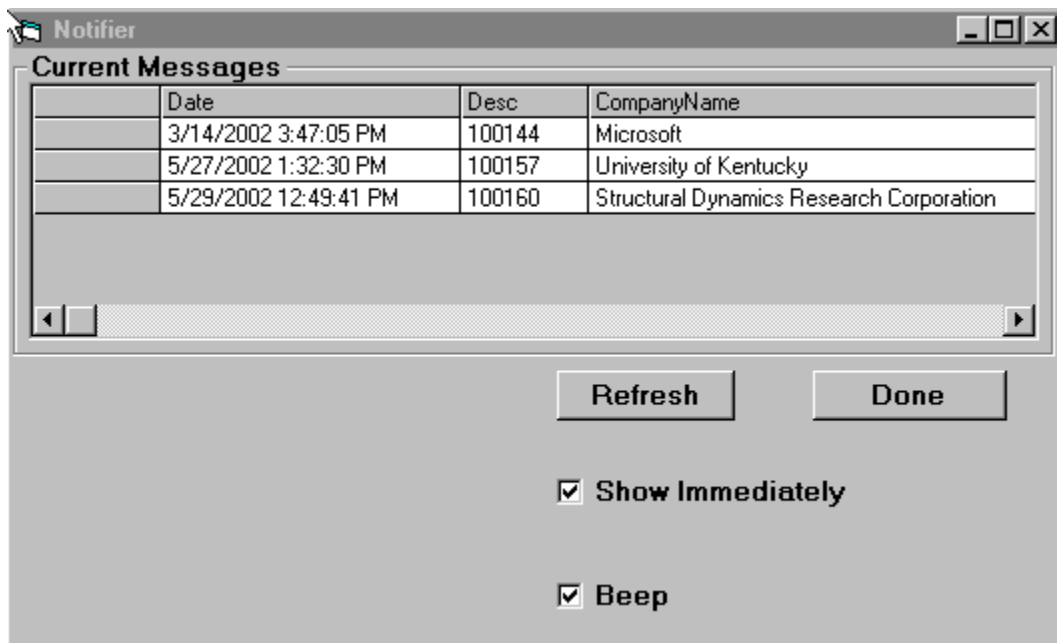 Notifier
Current Messages
Date Desc CompanyName
3/14/2002 3:47:05 PM 100144 Microsoft
5/27/2002 1:32:30 PM 100157 University of Kentucky
5/29/2002 12:49:41 PM 100160 Structural Dynamics Research Corporation
Refresh Done
Show Immediately
Beep